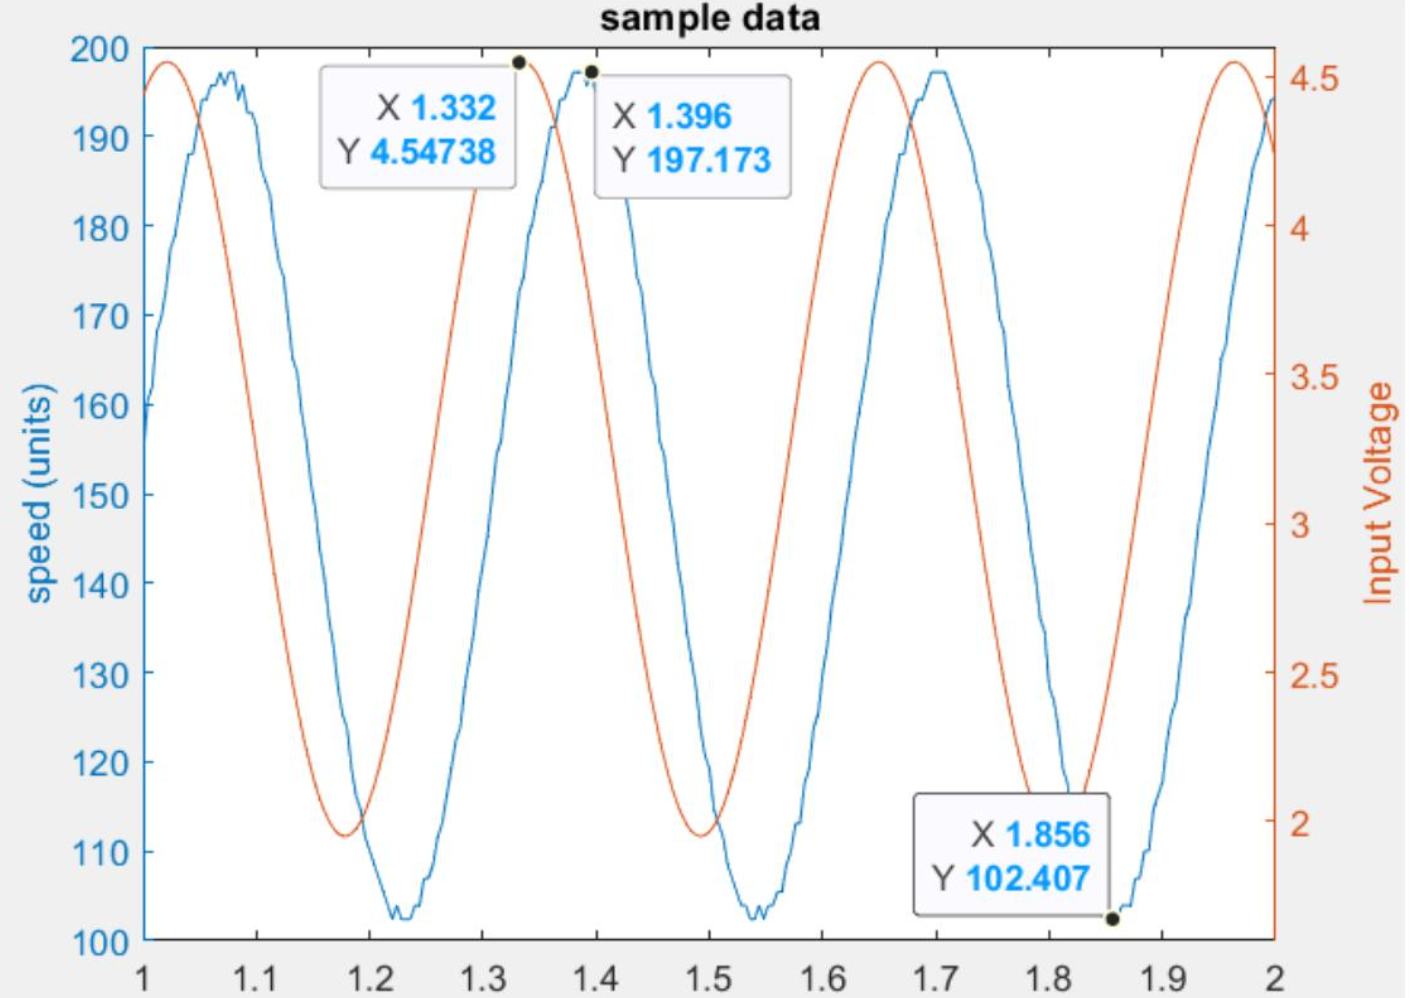 sample data
speed (units)
200
190
180
170
160
150
140
130
120
110
100
X 1.332
Y 4.54738
X 1.396
Y 197.173
X 1.856
Y 102.407
4.5
4
3.5
3
2.5
2
Input Voltage
1 1.1 1.2 1.3 1.4 1.5 1.6 1.7 1.8 1.9 2